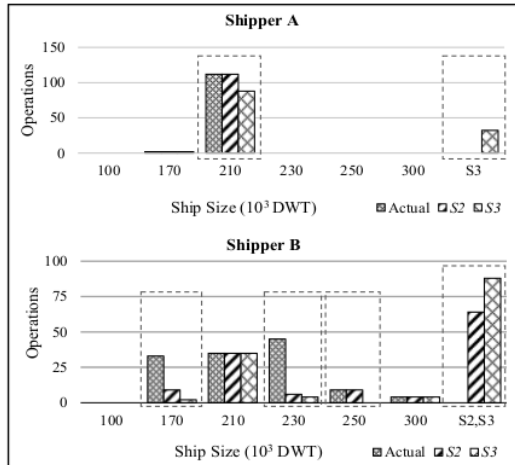 Shipper A
150
100
50
0
Operations
100 170 210 230 250 300 S3
Ship Size (10³ DWT)
Actual S2 S3
Shipper B
100
75
50
25
0
Operations
100 170 210 230 250 300 S2,S3
Ship Size (10³ DWT)
Actual S2 S3